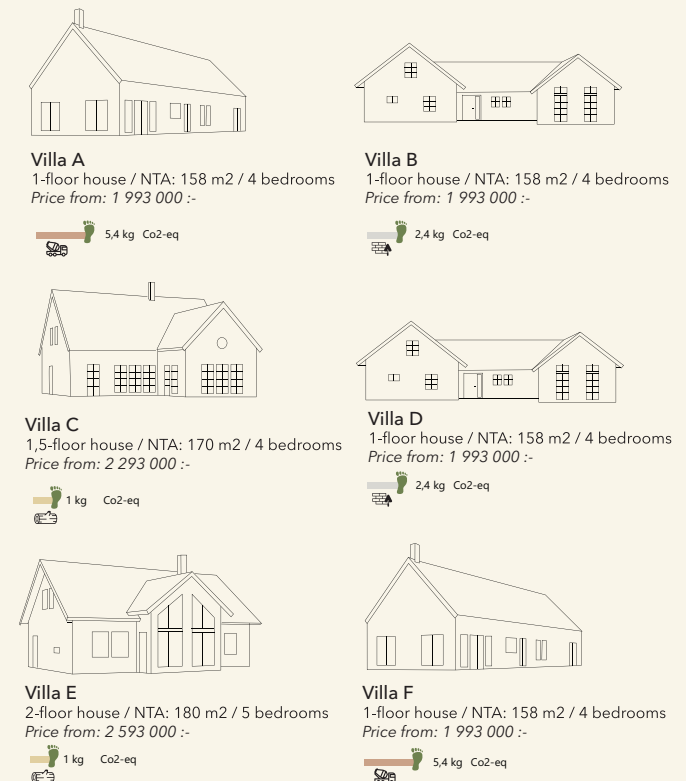 Villa A
1-floor house / NTA: 158 m2 / 4 bedrooms
Price from: 1 993 000 :-
5,4 kg Co2-eq
Villa B
1-floor house / NTA: 158 m2 / 4 bedrooms
Price from: 1 993 000 :-
2,4 kg Co2-eq
Villa C
1,5-floor house / NTA: 170 m2 / 4 bedrooms
Price from: 2 293 000 :-
1 kg Co2-eq
Villa D
1-floor house / NTA: 158 m2 / 4 bedrooms
Price from: 1 993 000 :-
2,4 kg Co2-eq
Villa E
2-floor house / NTA: 180 m2 / 5 bedrooms
Price from: 2 593 000 :-
1 kg Co2-eq
Villa F
1-floor house / NTA: 158 m2 / 4 bedrooms
Price from: 1 993 000 :-
5,4 kg Co2-eq